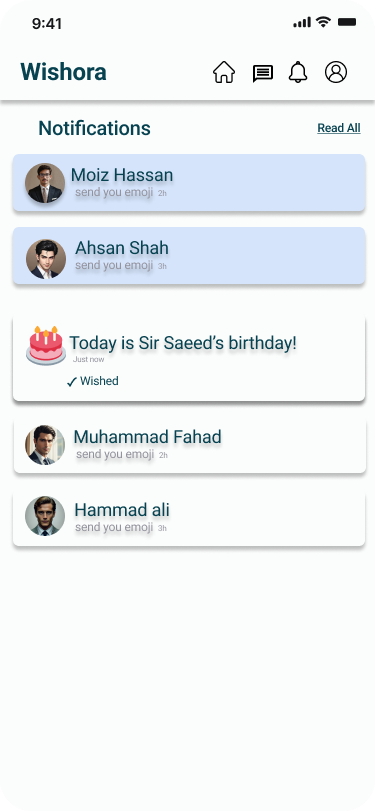 9:41
Wishora
Notifications
Read All
Moiz Hassan
send you emoji 2h
Ahsan Shah
send you emoji 3h
Today is Sir Saeed’s birthday!
Just now
✓ Wished
Muhammad Fahad
send you emoji 2h
Hammad ali
send you emoji 3h